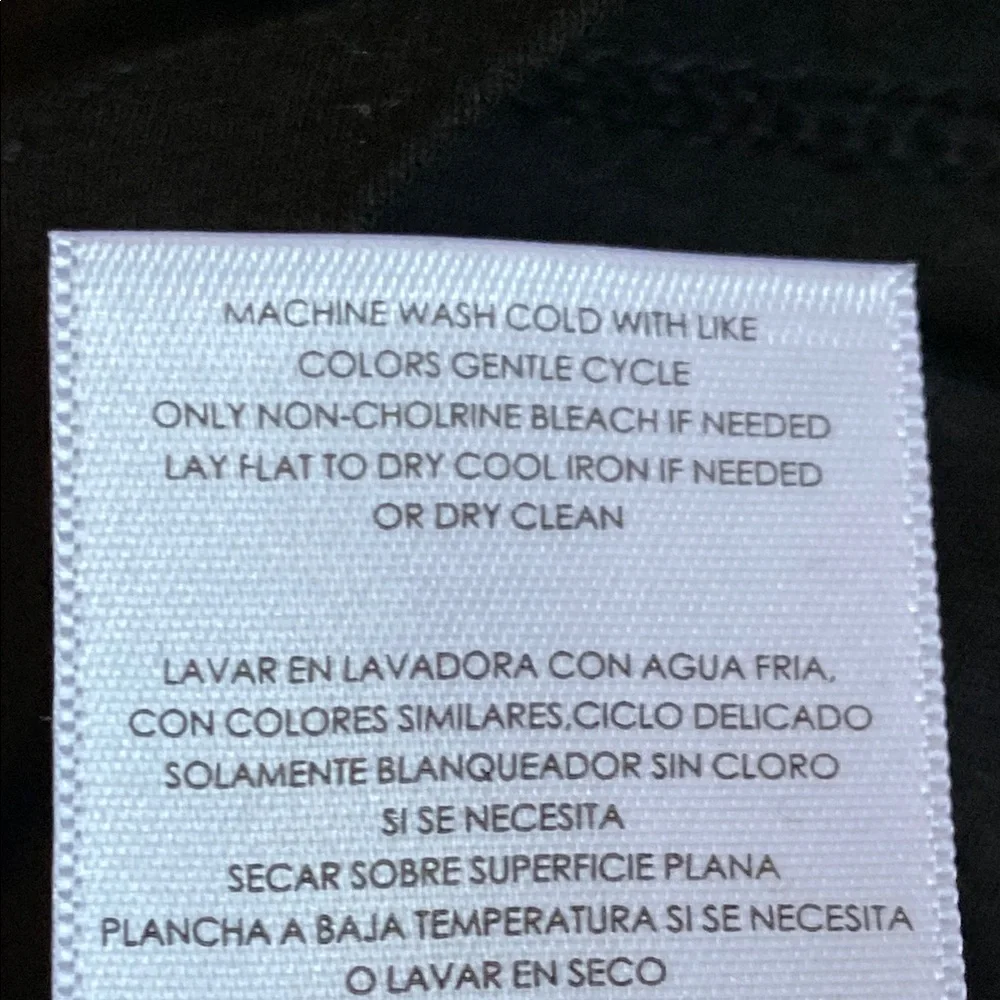 MACHINE WASH COLD WITH LIKE
COLORS GENTLE CYCLE
ONLY NON-CHOLRINE BLEACH IF NEEDED
LAY FLAT TO DRY COOL IRON IF NEEDED
OR DRY CLEAN
LAVAR EN LAVADORA CON AGUA FRIA,
CON COLORES SIMILARES,CICLO DELICADO
SOLAMENTE BLANQUEADOR SIN CLORO
SI SE NECESITA
SECAR SOBRE SUPERFICIE PLANA
PLANCHA A BAJA TEMPERATURA SI SE NECESITA
O LAVAR EN SECO